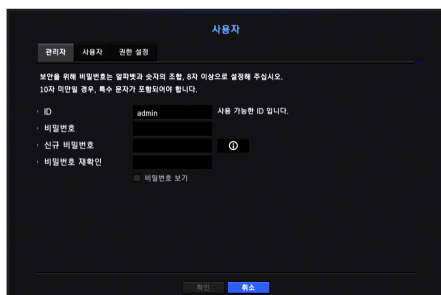 사용자
관리자 사용자 권한 설정
보안을 위해 비밀번호는 알파벳과 숫자의 조합, 8자 이상으로 설정해 주십시오.
10자 미만일 경우, 특수 문자가 포함되어야 합니다.
ID admin 사용 가능한 ID 입니다.
비밀번호
신규 비밀번호
비밀번호 재확인
비밀번호 보기
확인 취소